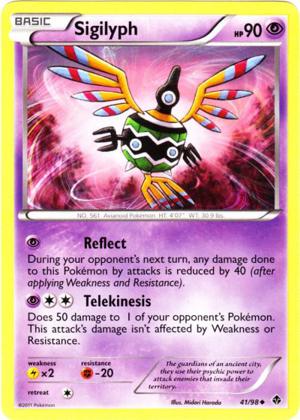 BASIC
Sigilyph HP 90
NO. 561 Avianoid Pokémon HT: 4'07" WT: 30.9 lbs.
Reflect
During your opponent's next turn, any damage done
to this Pokémon by attacks is reduced by 40 (after
applying Weakness and Resistance).
Telekinesis
Does 50 damage to 1 of your opponent's Pokémon.
This attack's damage isn't affected by Weakness or
Resistance.
weakness resistance
×2 -20
retreat
The guardians of an ancient city,
they use their psychic power to
attack enemies that invade their
territory.
©2011 Pokémon Illus. Midori Harada 41/98